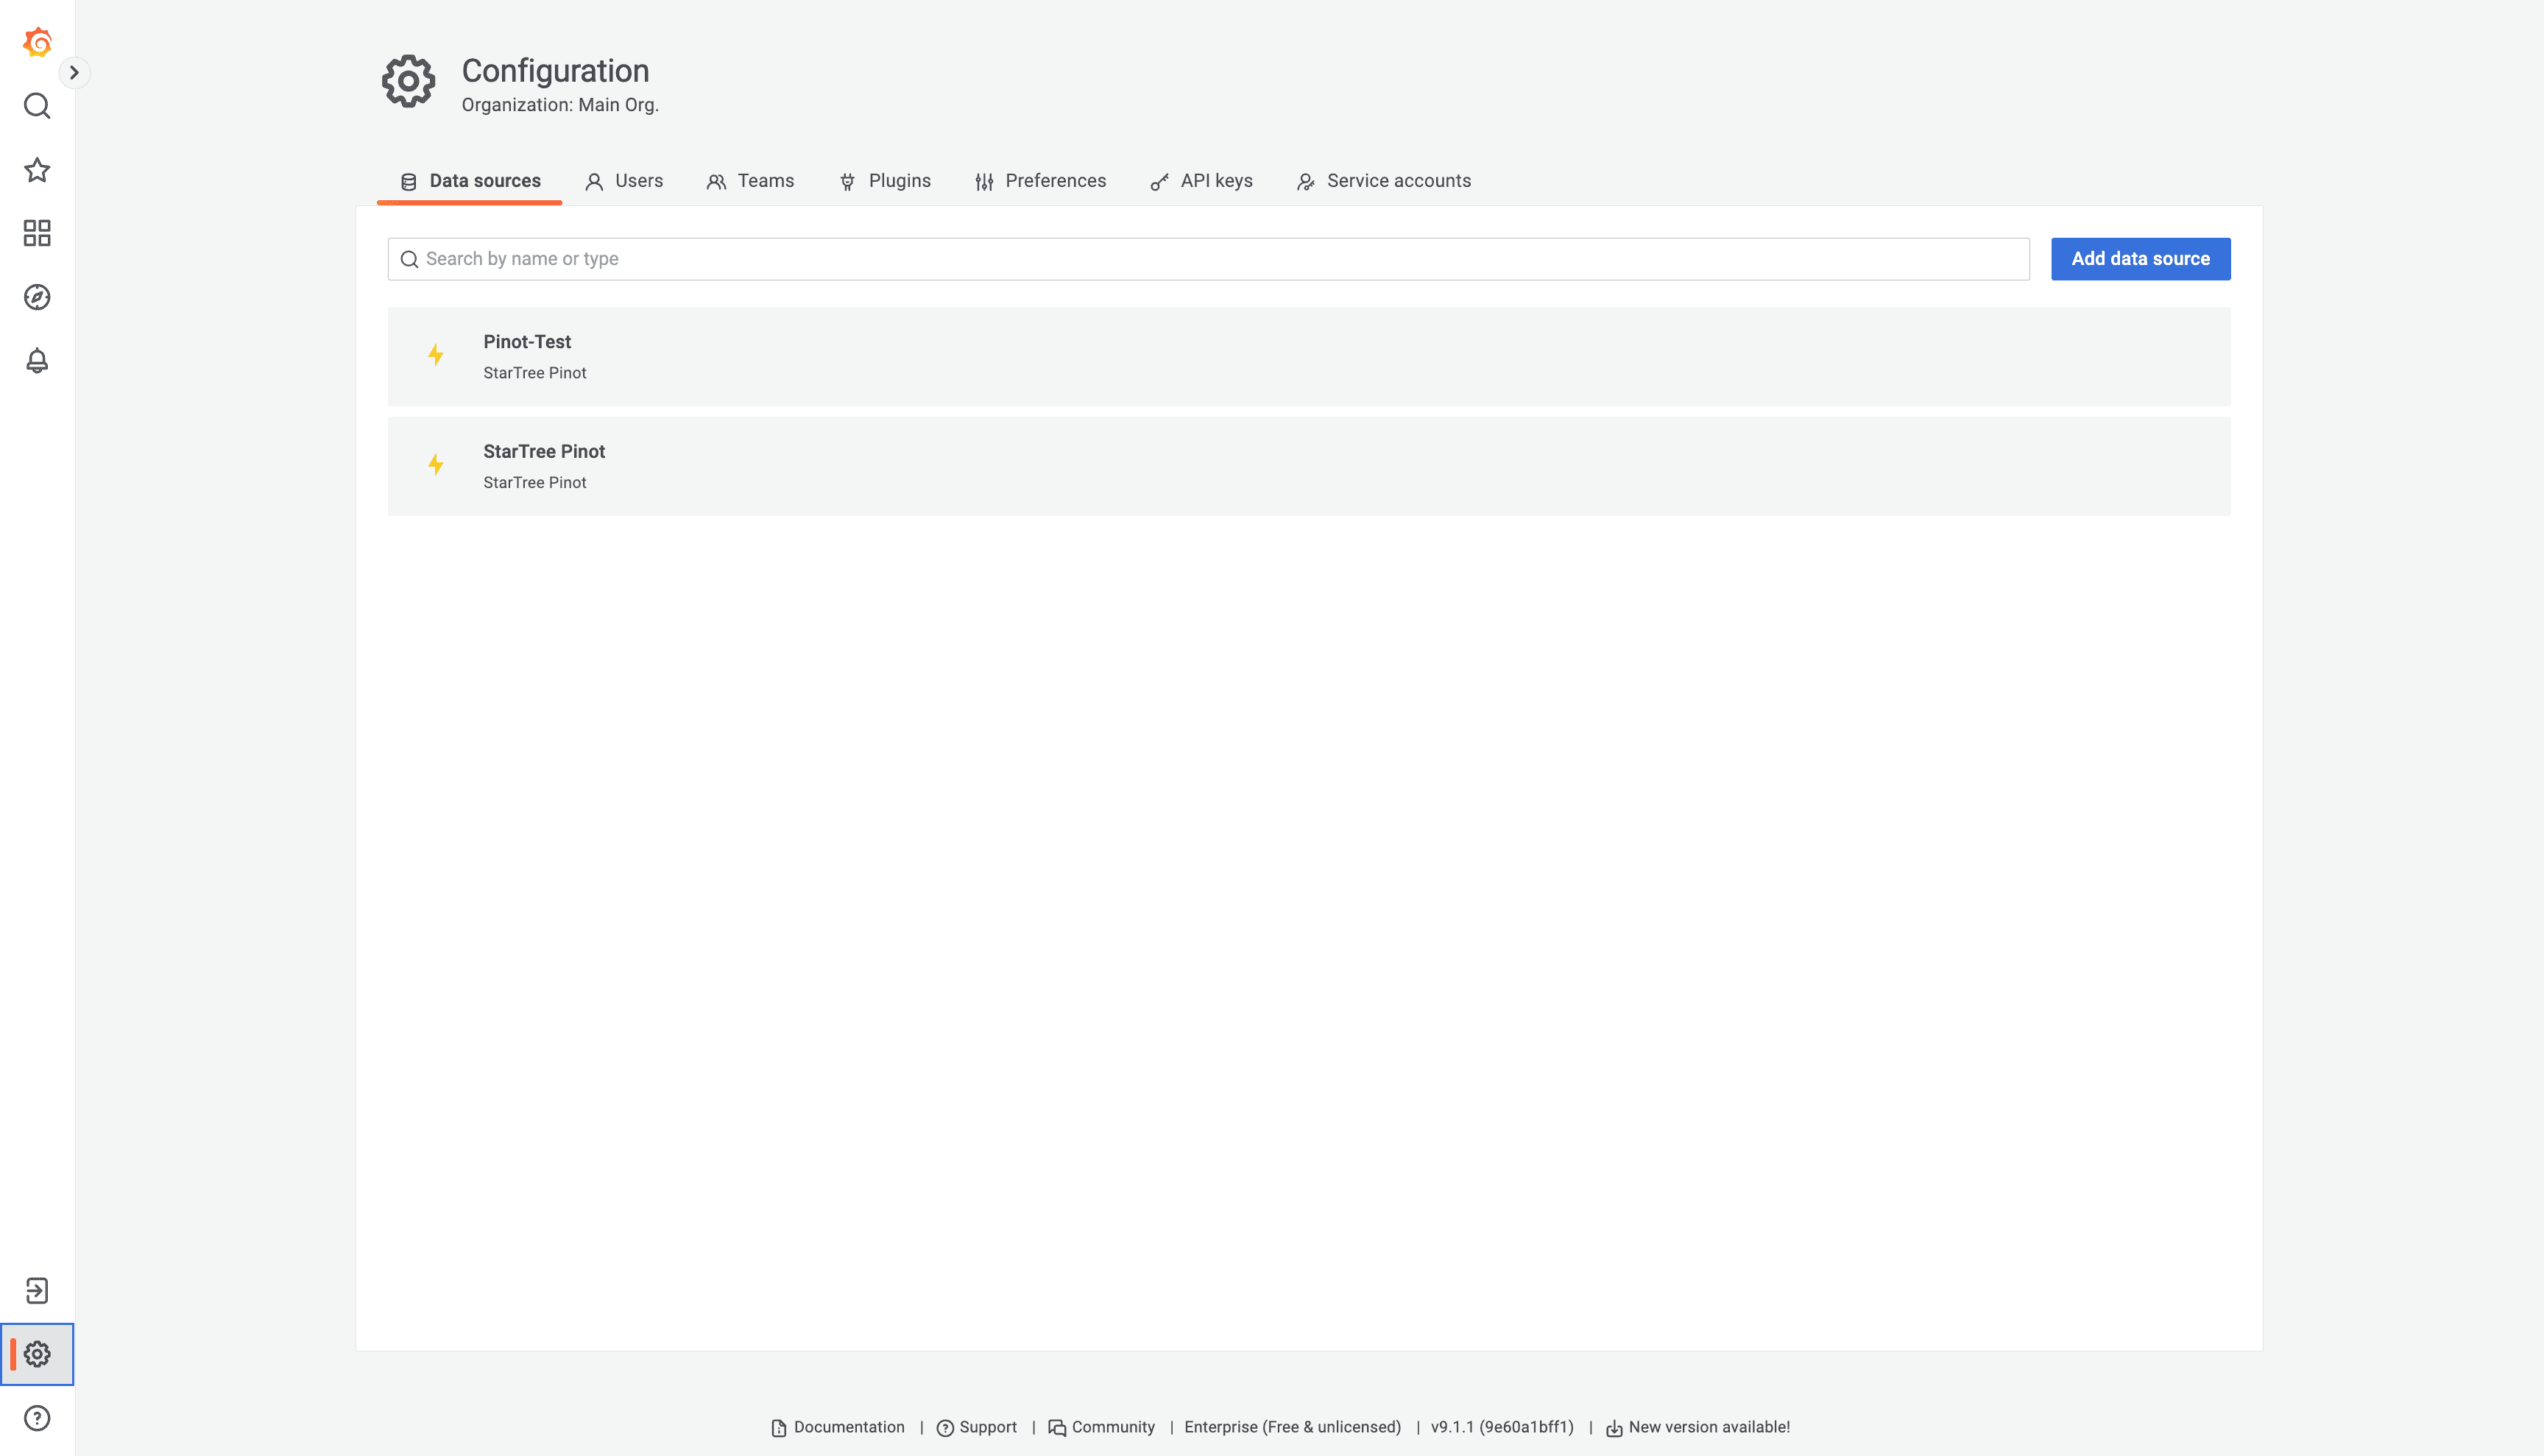 Configuration
Organization: Main Org.
Data sources Users Teams Plugins Preferences API keys Service accounts
Search by name or type Add data source
Pinot-Test
StarTree Pinot
StarTree Pinot
StarTree Pinot
Documentation | Support | Community | Enterprise (Free & unlicensed) | v9.1.1 (9e60a1bff1) | New version available!